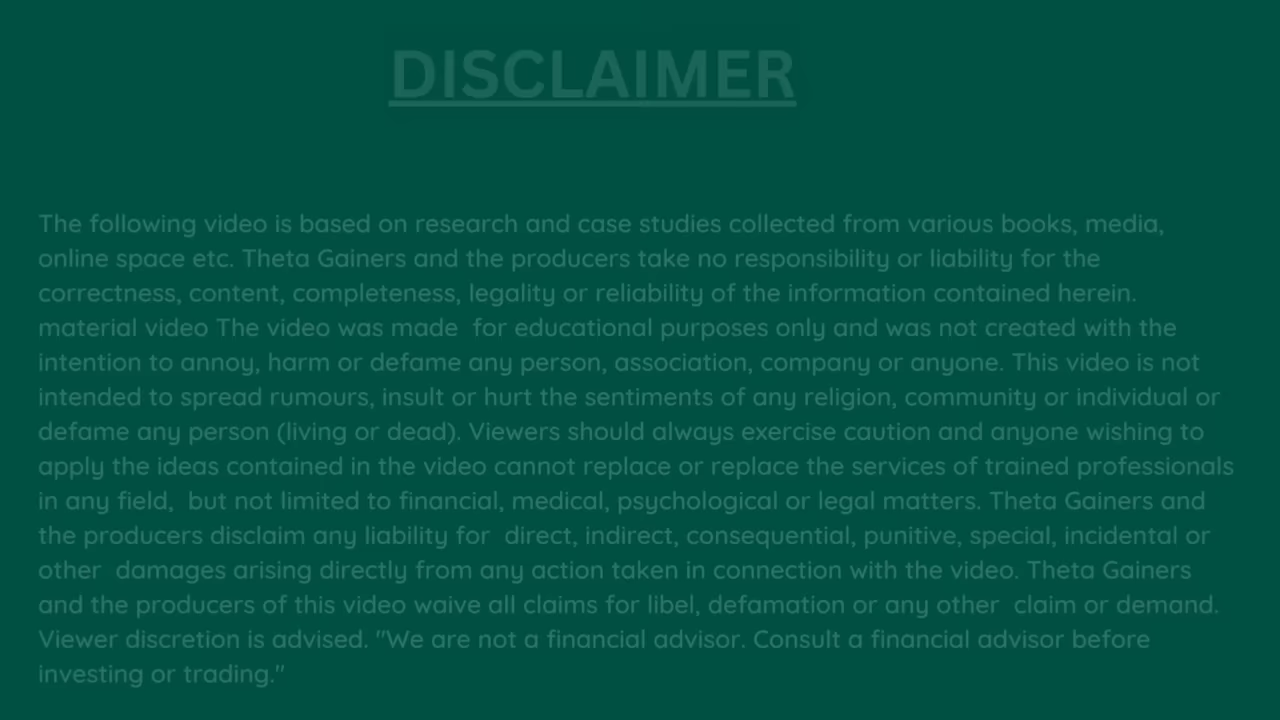 DISCLAIMER
The following video is based on research and case studies collected from various books, media,
online space etc. Theta Gainers and the producers take no responsibility or liability for the
correctness, content, completeness, legality or reliability of the information contained herein.
material video The video was made  for educational purposes only and was not created with the
intention to annoy, harm or defame any person, association, company or anyone. This video is not
intended to spread rumours, insult or hurt the sentiments of any religion, community or individual or
defame any person (living or dead). Viewers should always exercise caution and anyone wishing to
apply the ideas contained in the video cannot replace or replace the services of trained professionals
in any field,  but not limited to financial, medical, psychological or legal matters. Theta Gainers and
the producers disclaim any liability for  direct, indirect, consequential, punitive, special, incidental or
other  damages arising directly from any action taken in connection with the video. Theta Gainers
and the producers of this video waive all claims for libel, defamation or any other  claim or demand.
Viewer discretion is advised. "We are not a financial advisor. Consult a financial advisor before
investing or trading."